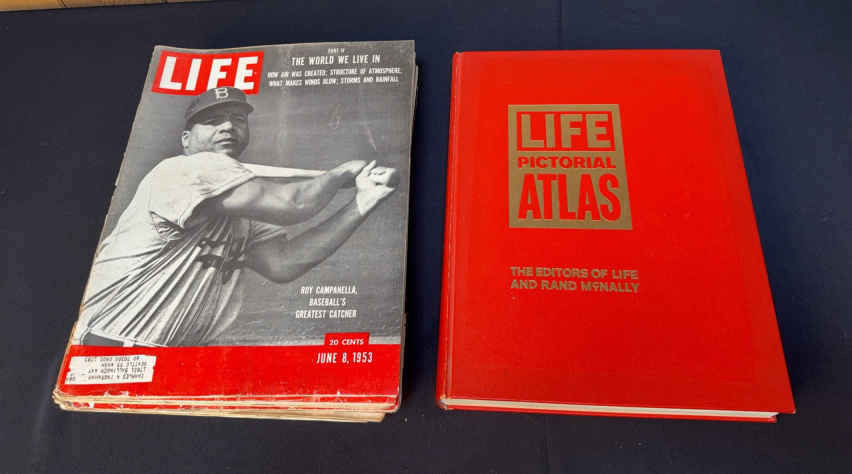 LIFE
PART IV
THE WORLD WE LIVE IN
HOW AIR WAS CREATED; STRUCTURE OF ATMOSPHERE,
WHAT MAKES WINDS BLOW; STORMS AND RAINFALL
B
ROY CAMPANELLA,
BASEBALL'S
GREATEST CATCHER
20 CENTS
JUNE 8, 1953
LIFE
PICTORIAL
ATLAS
THE EDITORS OF LIFE
AND RAND McNALLY